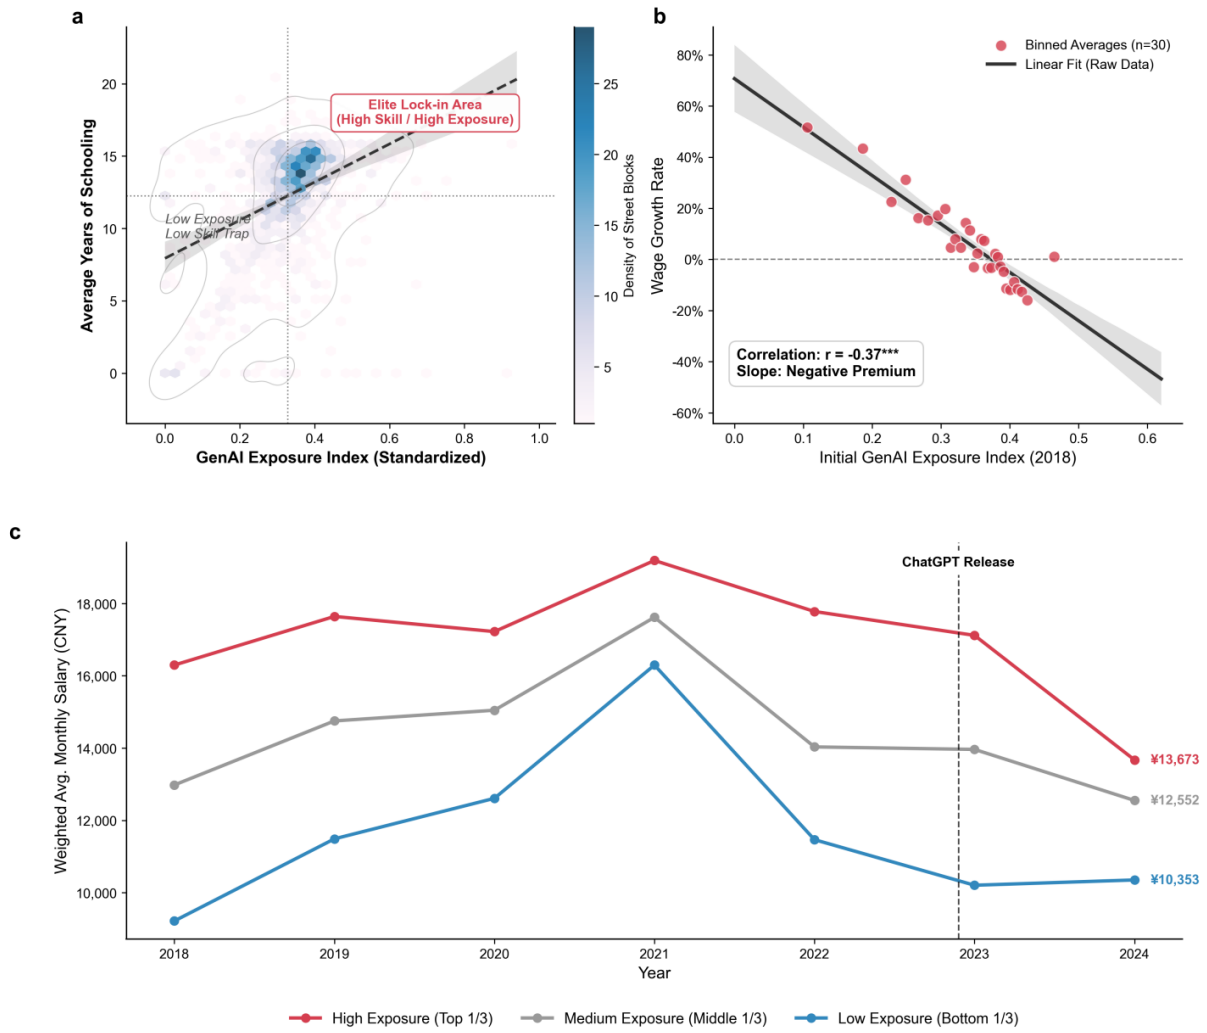 a
20
15
10
5
0
Average Years of Schooling
Elite Lock-in Area
(High Skill / High Exposure)
Low Exposure
Low Skill Trap
0.0
0.2
0.4
0.6
0.8
1.0
GenAI Exposure Index (Standardized)
25
20
15
10
5
Density of Street Blocks
b
80%
60%
40%
20%
0%
-20%
-40%
-60%
Wage Growth Rate
Binned Averages (n=30)
Linear Fit (Raw Data)
Correlation: r = -0.37***
Slope: Negative Premium
0.0
0.1
0.2
0.3
0.4
0.5
0.6
Initial GenAI Exposure Index (2018)
c
18,000
16,000
14,000
12,000
10,000
Weighted Avg. Monthly Salary (CNY)
ChatGPT Release
¥13,673
¥12,552
¥10,353
2018
2019
2020
2021
2022
2023
2024
Year
High Exposure (Top 1/3)
Medium Exposure (Middle 1/3)
Low Exposure (Bottom 1/3)